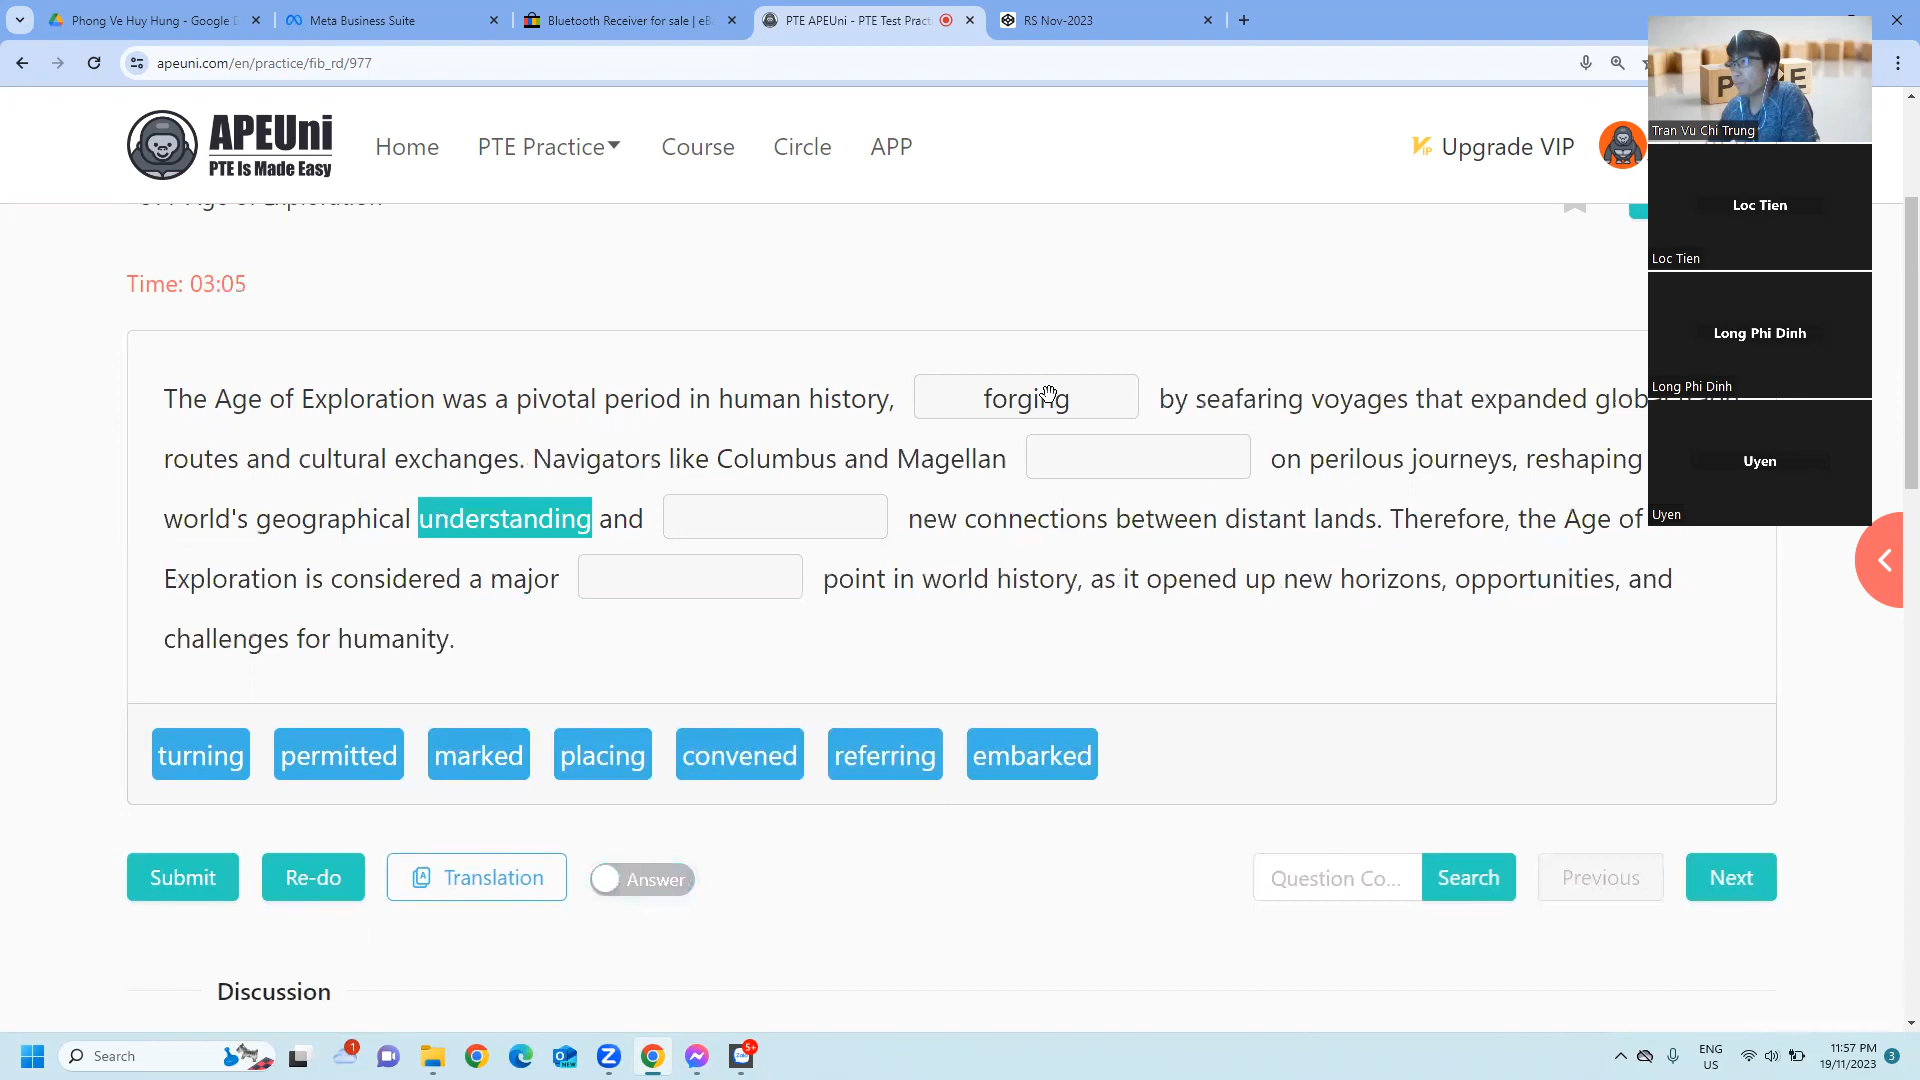 Phong Ve Huy Hung - Google D
Meta Business Suite
Bluetooth Receiver for sale | eB
PTE APEUni - PTE Test Practi
RS Nov-2023
apeuni.com/en/practice/fib_rd/977
APEUni
PTE Is Made Easy
Home
PTE Practice
Course
Circle
APP
Upgrade VIP
Tran Vu Chi Trung
Loc Tien
Loc Tien
Long Phi Dinh
Long Phi Dinh
Uyen
Uyen
Time: 03:05
The Age of Exploration was a pivotal period in human history, forging by seafaring voyages that expanded glob
routes and cultural exchanges. Navigators like Columbus and Magellan on perilous journeys, reshaping
world's geographical understanding and new connections between distant lands. Therefore, the Age of
Exploration is considered a major point in world history, as it opened up new horizons, opportunities, and
challenges for humanity.
turning permitted marked placing convened referring embarked
Submit Re-do Translation Answer Question Co... Search Previous Next
Discussion
Search
1
NEW
5+
ENG
US
11:57 PM
19/11/2023
3